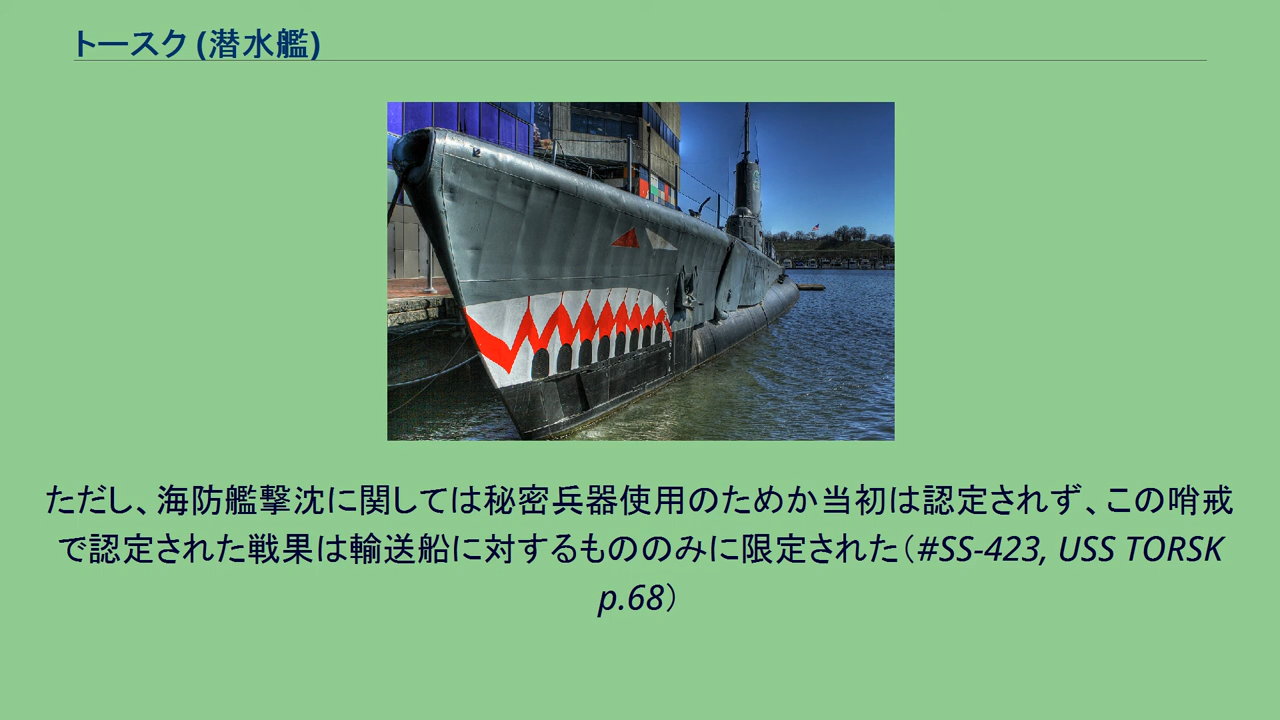 トースク (潜水艦)
ただし、海防艦撃沈に関しては秘密兵器使用のためか当初は認定されず、この哨戒
で認定された戦果は輸送船に対するもののみに限定された（#SS-423, USS TORSK
p.68）